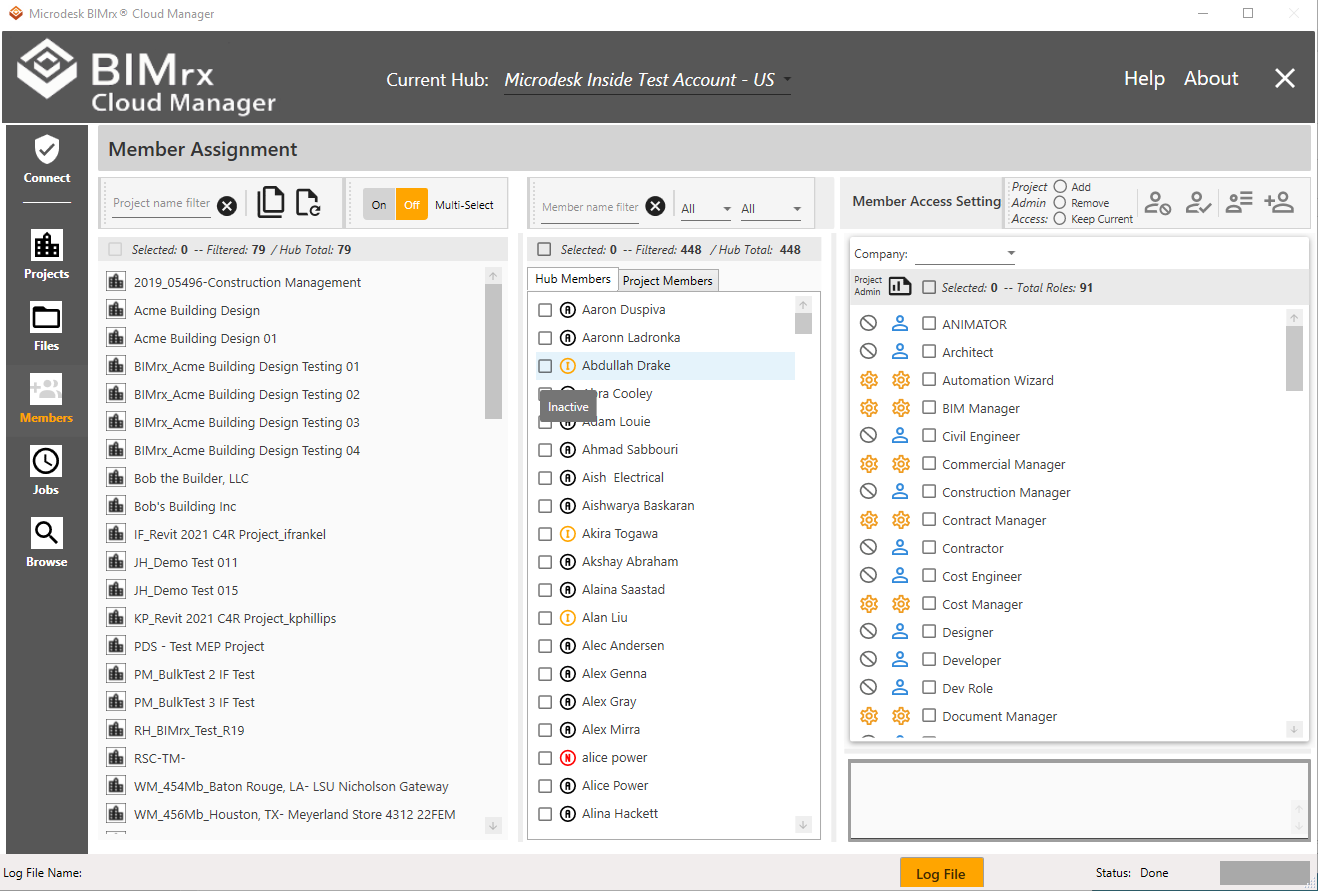 Microdesk BIMrx® Cloud Manager
BIMrx
Cloud Manager
Current Hub: Microdesk Inside Test Account - US
Help About
Connect
Projects
Files
Members
Jobs
Browse
Member Assignment
Project name filter
On Off Multi-Select
Selected: 0 -- Filtered: 79 / Hub Total: 79
2019_05496-Construction Management
Acme Building Design
Acme Building Design 01
BIMrx_Acme Building Design Testing 01
BIMrx_Acme Building Design Testing 02
BIMrx_Acme Building Design Testing 03
BIMrx_Acme Building Design Testing 04
Bob the Builder, LLC
Bob's Building Inc
IF_Revit 2021 C4R Project_ifrankel
JH_Demo Test 011
JH_Demo Test 015
KP_Revit 2021 C4R Project_kphillips
PDS - Test MEP Project
PM_BulkTest 2 IF Test
PM_BulkTest 3 IF Test
RH_BIMrx_Test_R19
RSC-TM-
WM_454Mb_Baton Rouge, LA- LSU Nicholson Gateway
WM_456Mb_Houston, TX- Meyerland Store 4312 22FEM
Member name filter
All All
Selected: 0 -- Filtered: 448 / Hub Total: 448
Hub Members Project Members
A Aaron Duspiva
A Aaronn Ladronka
I Abdullah Drake
bra Cooley
Inactive
A Adam Louie
A Ahmad Sabbouri
A Aish Electrical
A Aishwarya Baskaran
I Akira Togawa
A Akshay Abraham
A Alaina Saastad
I Alan Liu
A Alec Andersen
A Alex Genna
A Alex Gray
A Alex Mirra
N alice power
A Alice Power
A Alina Hackett
Member Access Setting
Project Admin Access:
Add
Remove
Keep Current
Company:
Project Admin
Selected: 0 -- Total Roles: 91
ANIMATOR
Architect
Automation Wizard
BIM Manager
Civil Engineer
Commercial Manager
Construction Manager
Contract Manager
Contractor
Cost Engineer
Cost Manager
Designer
Developer
Dev Role
Document Manager
Log File Name:
Log File
Status: Done